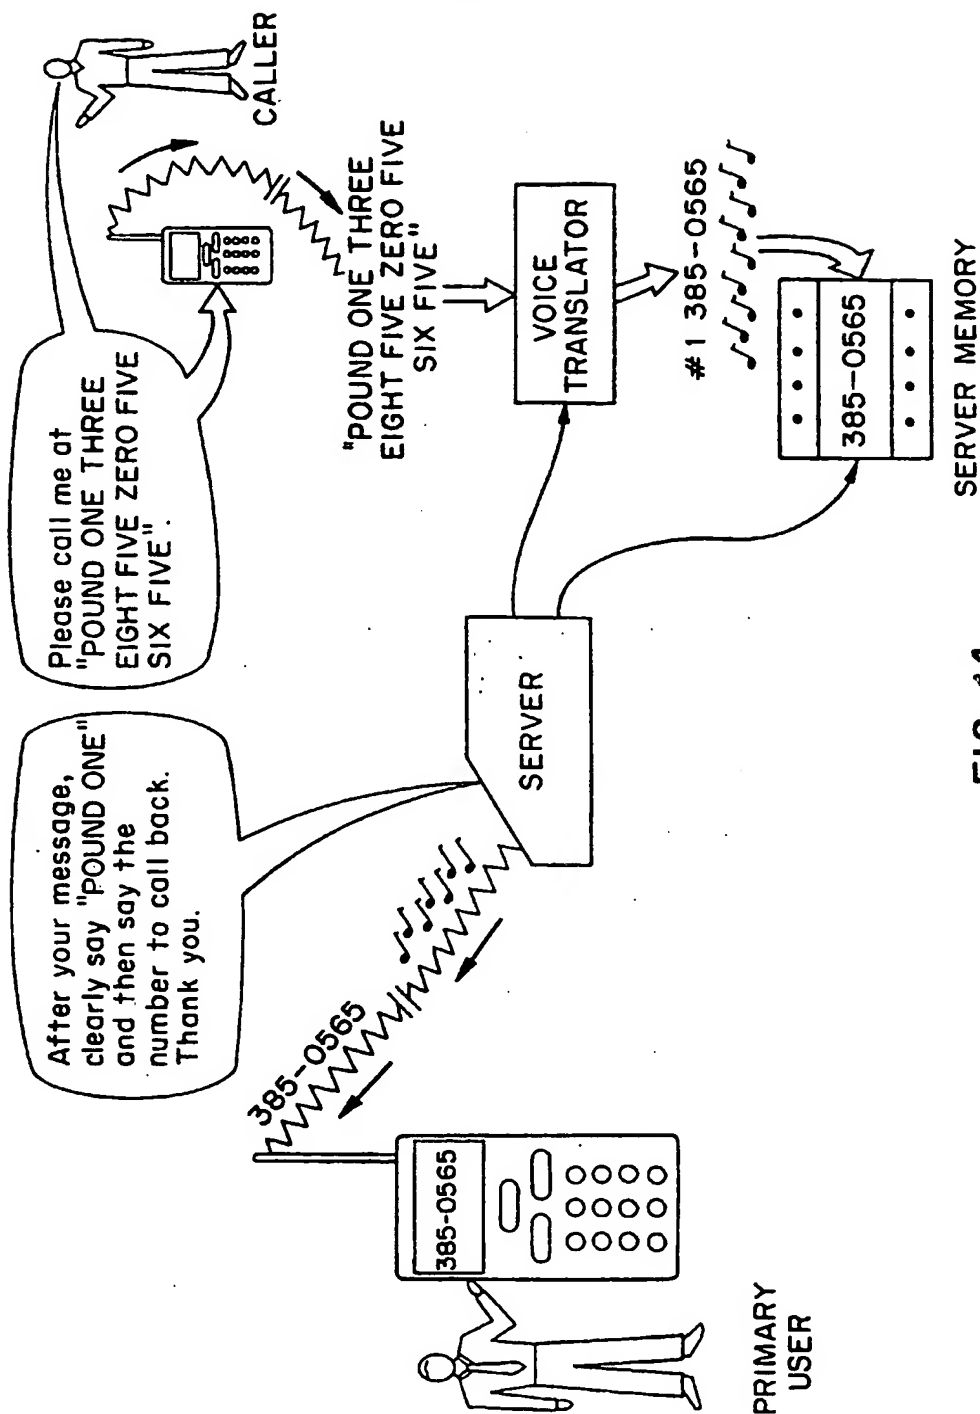 After your message,
clearly say "POUND ONE"
and then say the
number to call back.
Thank you.
Please call me at
"POUND ONE THREE
EIGHT FIVE ZERO FIVE
SIX FIVE".
CALLER
385-0565
385-0565
PRIMARY
USER
SERVER
"POUND ONE THREE
EIGHT FIVE ZERO FIVE
SIX FIVE"
VOICE
TRANSLATOR
#1 385-0565
385-0565
SERVER MEMORY
FIG.